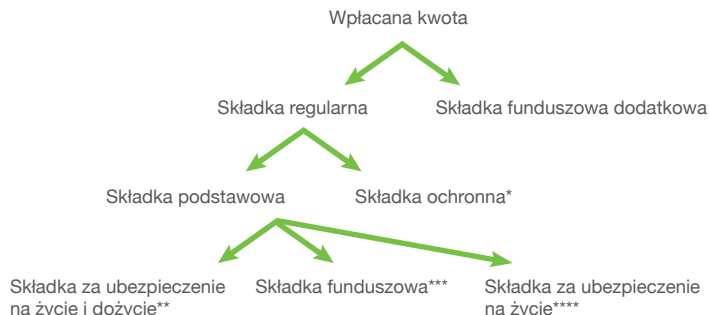 Wpłacana kwota
Składka regularna
Składka funduszowa dodatkowa
Składka podstawowa
Składka ochronna*
Składka za ubezpieczenie
na życie i dożycie**
Składka funduszowa***
Składka za ubezpieczenie
na życie****